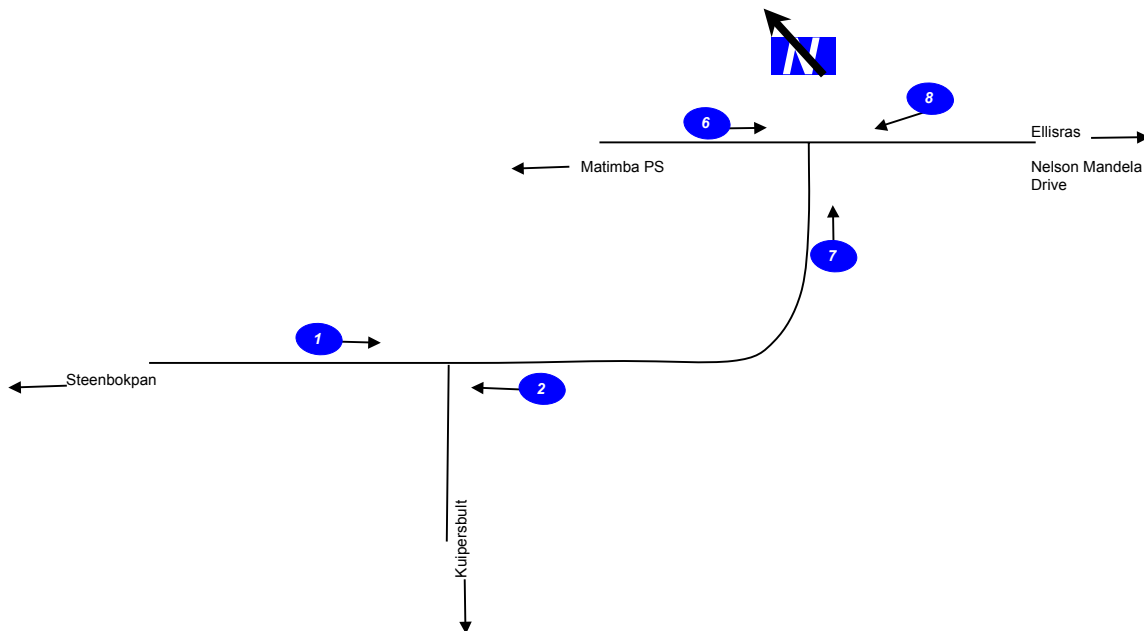 N
8
6
Ellisras
Matimba PS
Nelson Mandela
Drive
7
1
Steenbokpan
2
Kuipersbult